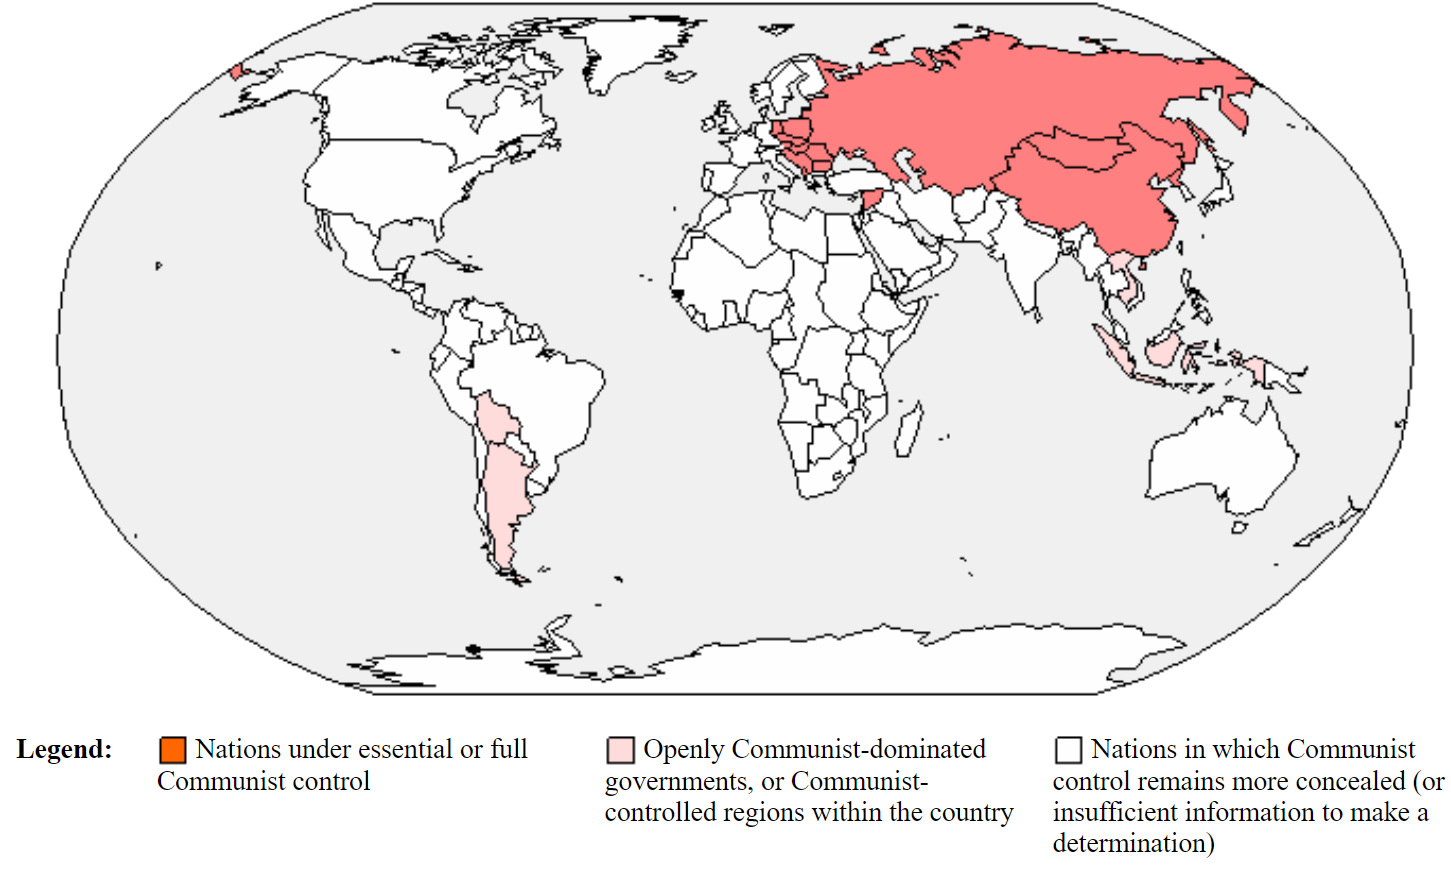 Legend:
Nations under essential or full
Communist control
Openly Communist-dominated
governments, or Communist-
controlled regions within the country
Nations in which Communist
control remains more concealed (or
insufficient information to make a
determination)